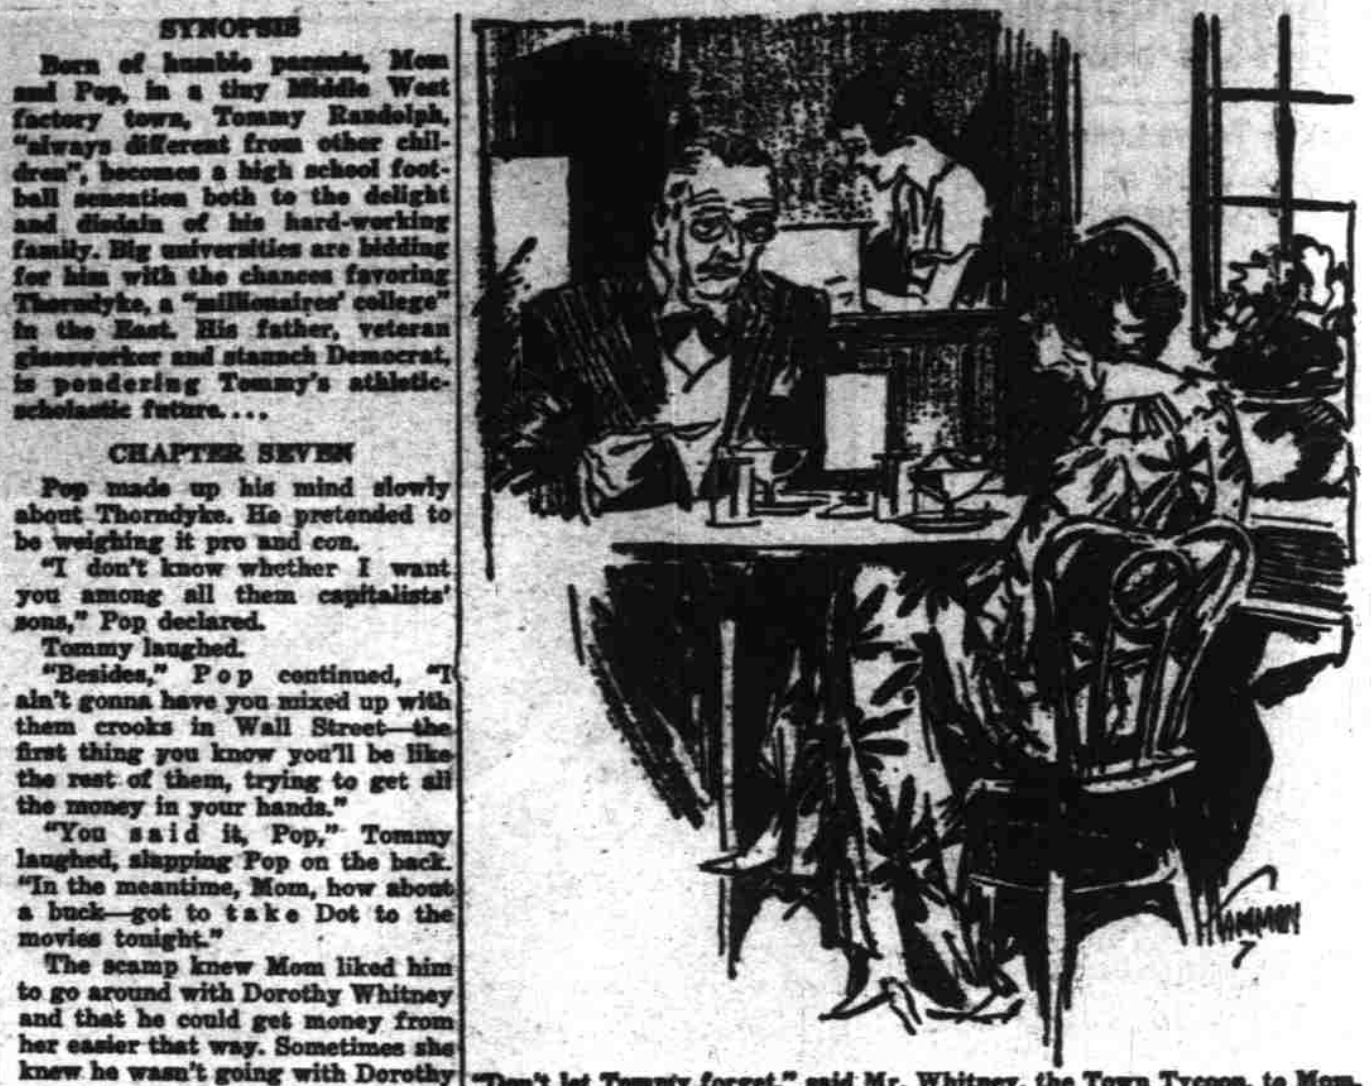 SYNOPSIS
Born of humble parents, Mom
and Pop, in a tiny Middle West
factory town, Tommy Randolph,
"always different from other chil-
dren", becomes a high school foot-
ball sensation both to the delight
and disdain of his hard-working
family. Big universities are bidding
for him with the chances favoring
Thorndyke, a "millionaires' college"
in the East. His father, veteran
glassworker and staunch Democrat,
is pondering Tommy's athletic-
scholastic future....
CHAPTER SEVEN
Pop made up his mind slowly
about Thorndyke. He pretended to
be weighing it pro and con.
"I don't know whether I want
you among all them capitalists'
sons," Pop declared.
Tommy laughed.
"Besides," Pop continued, "I
ain't gonna have you mixed up with
them crooks in Wall Street—the
first thing you know you'll be like
the rest of them, trying to get all
the money in your hands."
"You said it, Pop," Tommy
laughed, slapping Pop on the back.
"In the meantime, Mom, how about
a buck—got to take Dot to the
movies tonight."
The scamp knew Mom liked him
to go around with Dorothy Whitney
and that he could get money from
her easier that way. Sometimes she
knew he wasn't going with Dorothy
"Don't let Tommy forget," said Mr. Whitney, the Town Tycoon, to Mom